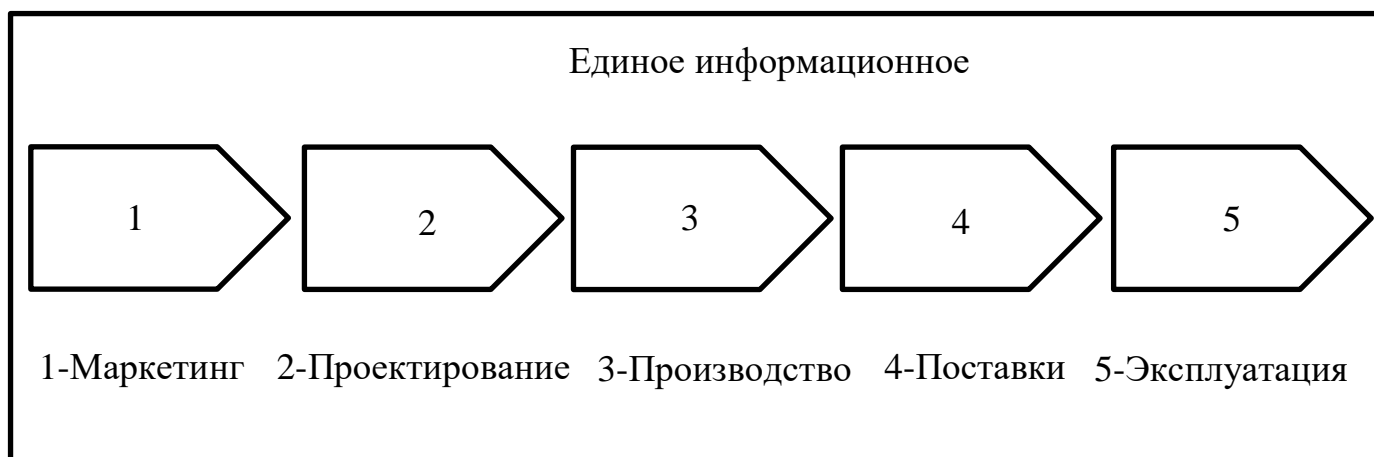 Единое информационное
1 2 3 4 5
1-Маркетинг 2-Проектирование 3-Производство 4-Поставки 5-Эксплуатация